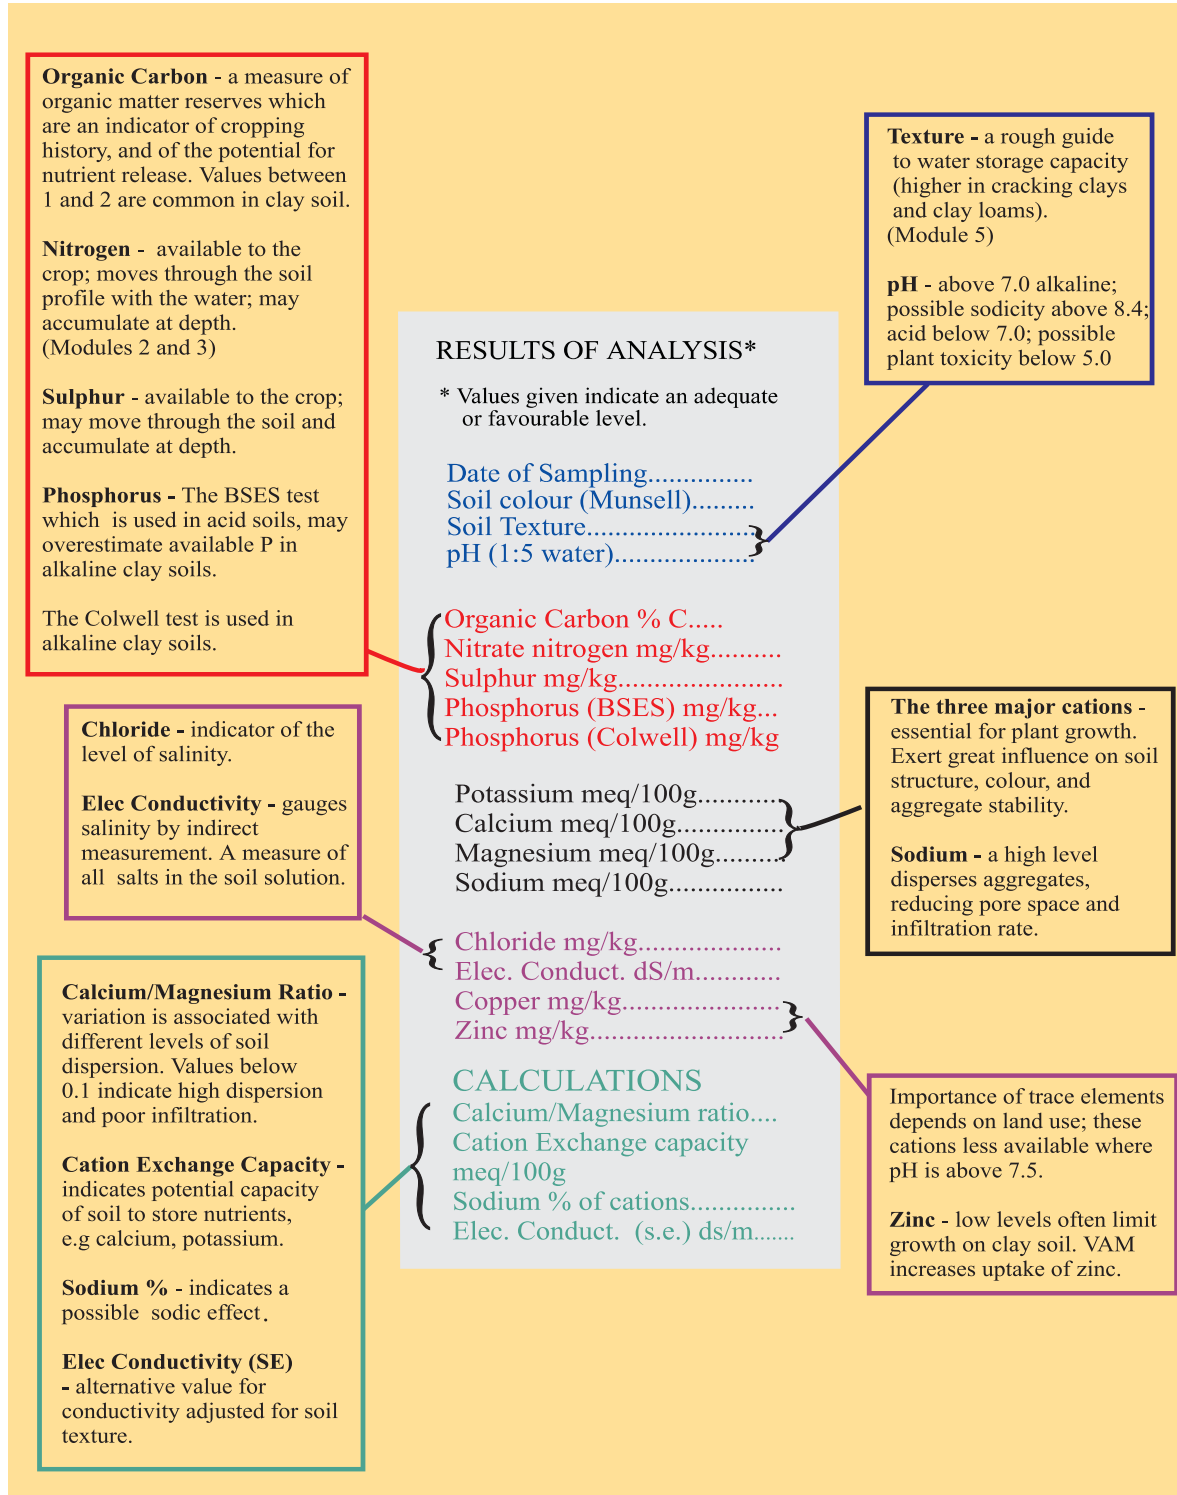 Organic Carbon - a measure of
organic matter reserves which
are an indicator of cropping
history, and of the potential for
nutrient release. Values between
1 and 2 are common in clay soil.
Nitrogen - available to the
crop; moves through the soil
profile with the water; may
accumulate at depth.
(Modules 2 and 3)
Sulphur - available to the crop;
may move through the soil and
accumulate at depth.
Phosphorus - The BSES test
which is used in acid soils, may
overestimate available P in
alkaline clay soils.
The Colwell test is used in
alkaline clay soils.
Chloride - indicator of the
level of salinity.
Elec Conductivity - gauges
salinity by indirect
measurement. A measure of
all salts in the soil solution.
Calcium/Magnesium Ratio -
variation is associated with
different levels of soil
dispersion. Values below
0.1 indicate high dispersion
and poor infiltration.
Cation Exchange Capacity -
indicates potential capacity
of soil to store nutrients,
e.g calcium, potassium.
Sodium % - indicates a
possible sodic effect.
Elec Conductivity (SE)
- alternative value for
conductivity adjusted for soil
texture.
RESULTS OF ANALYSIS*
* Values given indicate an adequate
or favourable level.
Date of Sampling...............
Soil colour (Munsell).........
Soil Texture........................
pH (1:5 water)....................
Organic Carbon % C.....
Nitrate nitrogen mg/kg..........
Sulphur mg/kg.......................
Phosphorus (BSES) mg/kg...
Phosphorus (Colwell) mg/kg
Potassium meq/100g............
Calcium meq/100g...............
Magnesium meq/100g..........
Sodium meq/100g................
Chloride mg/kg....................
Elec. Conduct. dS/m............
Copper mg/kg......................
Zinc mg/kg...........................
CALCULATIONS
Calcium/Magnesium ratio....
Cation Exchange capacity
meq/100g
Sodium % of cations...............
Elec. Conduct. (s.e.) ds/m.......
Texture - a rough guide
to water storage capacity
(higher in cracking clays
and clay loams).
(Module 5)
pH - above 7.0 alkaline;
possible sodicity above 8.4;
acid below 7.0; possible
plant toxicity below 5.0
The three major cations -
essential for plant growth.
Exert great influence on soil
structure, colour, and
aggregate stability.
Sodium - a high level
disperses aggregates,
reducing pore space and
infiltration rate.
Importance of trace elements
depends on land use; these
cations less available where
pH is above 7.5.
Zinc - low levels often limit
growth on clay soil. VAM
increases uptake of zinc.